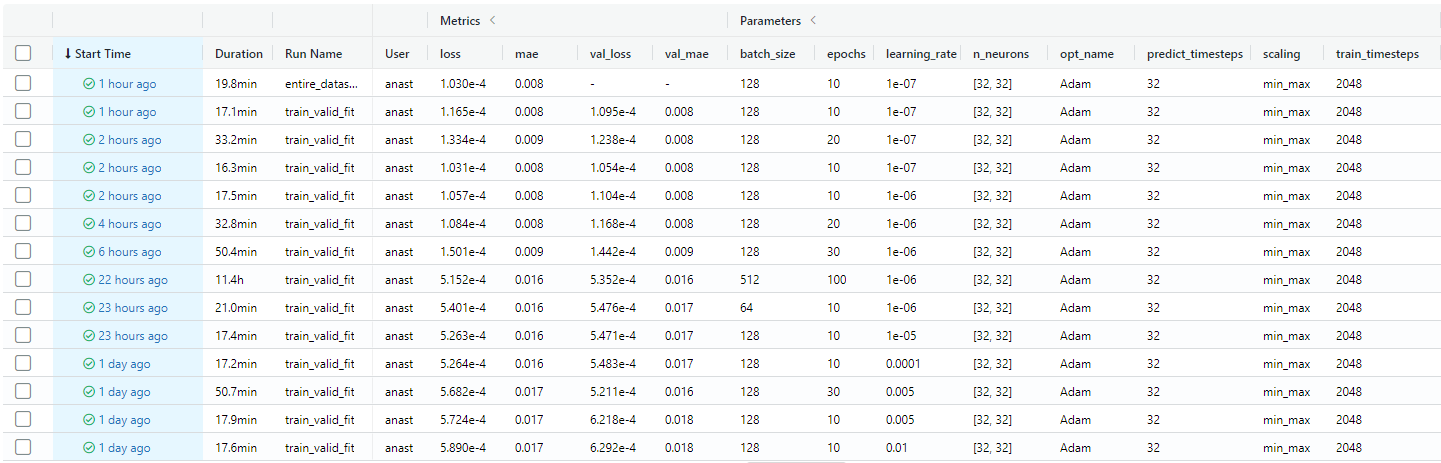 Metrics < Parameters <
↓ Start Time Duration Run Name User loss mae val_loss val_mae batch_size epochs learning_rate n_neurons opt_name predict_timesteps scaling train_timesteps
1 hour ago 19.8min entire_datas... anast 1.030e-4 0.008 - - 128 10 1e-07 [32, 32] Adam 32 min_max 2048
1 hour ago 17.1min train_valid_fit anast 1.165e-4 0.008 1.095e-4 0.008 128 10 1e-07 [32, 32] Adam 32 min_max 2048
2 hours ago 33.2min train_valid_fit anast 1.334e-4 0.009 1.238e-4 0.008 128 20 1e-07 [32, 32] Adam 32 min_max 2048
2 hours ago 16.3min train_valid_fit anast 1.031e-4 0.008 1.054e-4 0.008 128 10 1e-07 [32, 32] Adam 32 min_max 2048
2 hours ago 17.5min train_valid_fit anast 1.057e-4 0.008 1.104e-4 0.008 128 10 1e-06 [32, 32] Adam 32 min_max 2048
4 hours ago 32.8min train_valid_fit anast 1.084e-4 0.008 1.168e-4 0.008 128 20 1e-06 [32, 32] Adam 32 min_max 2048
6 hours ago 50.4min train_valid_fit anast 1.501e-4 0.009 1.442e-4 0.009 128 30 1e-06 [32, 32] Adam 32 min_max 2048
22 hours ago 11.4h train_valid_fit anast 5.152e-4 0.016 5.352e-4 0.016 512 100 1e-06 [32, 32] Adam 32 min_max 2048
23 hours ago 21.0min train_valid_fit anast 5.401e-4 0.016 5.476e-4 0.017 64 10 1e-06 [32, 32] Adam 32 min_max 2048
23 hours ago 17.4min train_valid_fit anast 5.263e-4 0.016 5.471e-4 0.017 128 10 1e-05 [32, 32] Adam 32 min_max 2048
1 day ago 17.2min train_valid_fit anast 5.264e-4 0.016 5.483e-4 0.017 128 10 0.0001 [32, 32] Adam 32 min_max 2048
1 day ago 50.7min train_valid_fit anast 5.682e-4 0.017 5.211e-4 0.016 128 30 0.005 [32, 32] Adam 32 min_max 2048
1 day ago 17.9min train_valid_fit anast 5.724e-4 0.017 6.218e-4 0.018 128 10 0.005 [32, 32] Adam 32 min_max 2048
1 day ago 17.6min train_valid_fit anast 5.890e-4 0.017 6.292e-4 0.018 128 10 0.01 [32, 32] Adam 32 min_max 2048